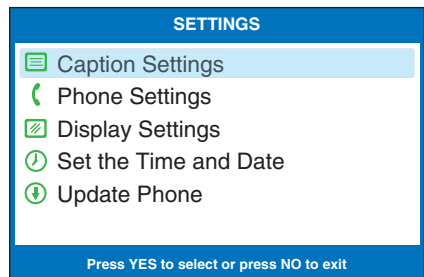 SETTINGS
Caption Settings
Phone Settings
Display Settings
Set the Time and Date
Update Phone
Press YES to select or press NO to exit